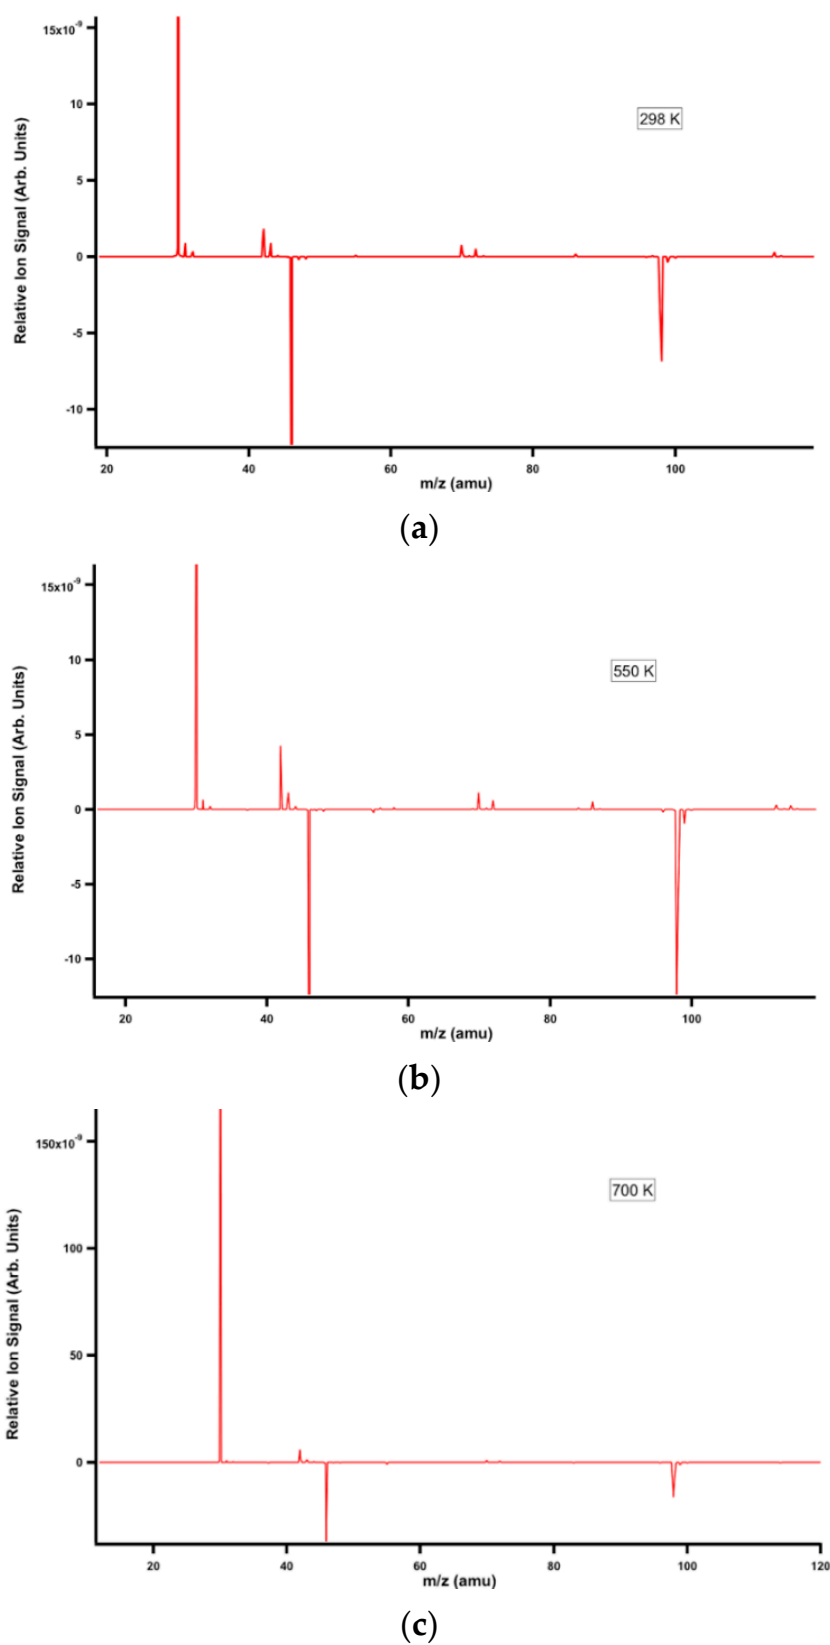 15x10⁻⁹
10
5
0
-5
-10
Relative Ion Signal (Arb. Units)
298 K
20 40 60 80 100
m/z (amu)
(a)
15x10⁻⁹
10
5
0
-5
-10
Relative Ion Signal (Arb. Units)
550 K
20 40 60 80 100
m/z (amu)
(b)
150x10⁻⁹
100
50
0
Relative Ion Signal (Arb. Units)
700 K
20 40 60 80 100 120
m/z (amu)
(c)